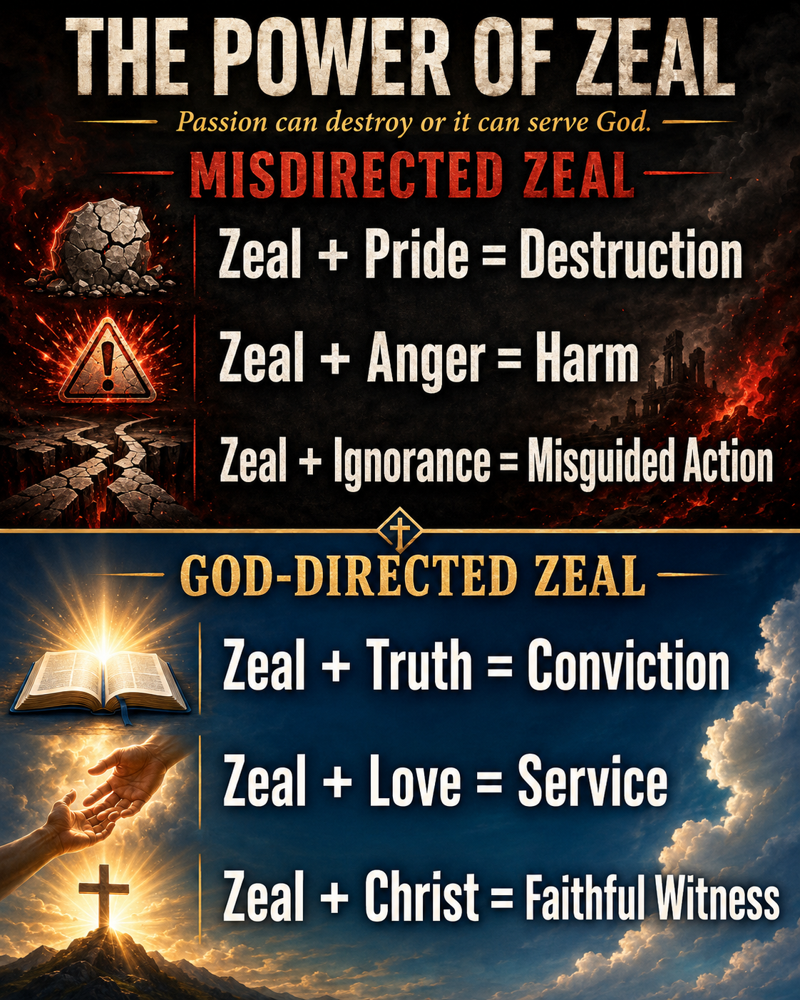 THE POWER OF ZEAL
Passion can destroy or it can serve God.
MISDIRECTED ZEAL
Zeal + Pride = Destruction
Zeal + Anger = Harm
Zeal + Ignorance = Misguided Action
GOD-DIRECTED ZEAL
Zeal + Truth = Conviction
Zeal + Love = Service
Zeal + Christ = Faithful Witness